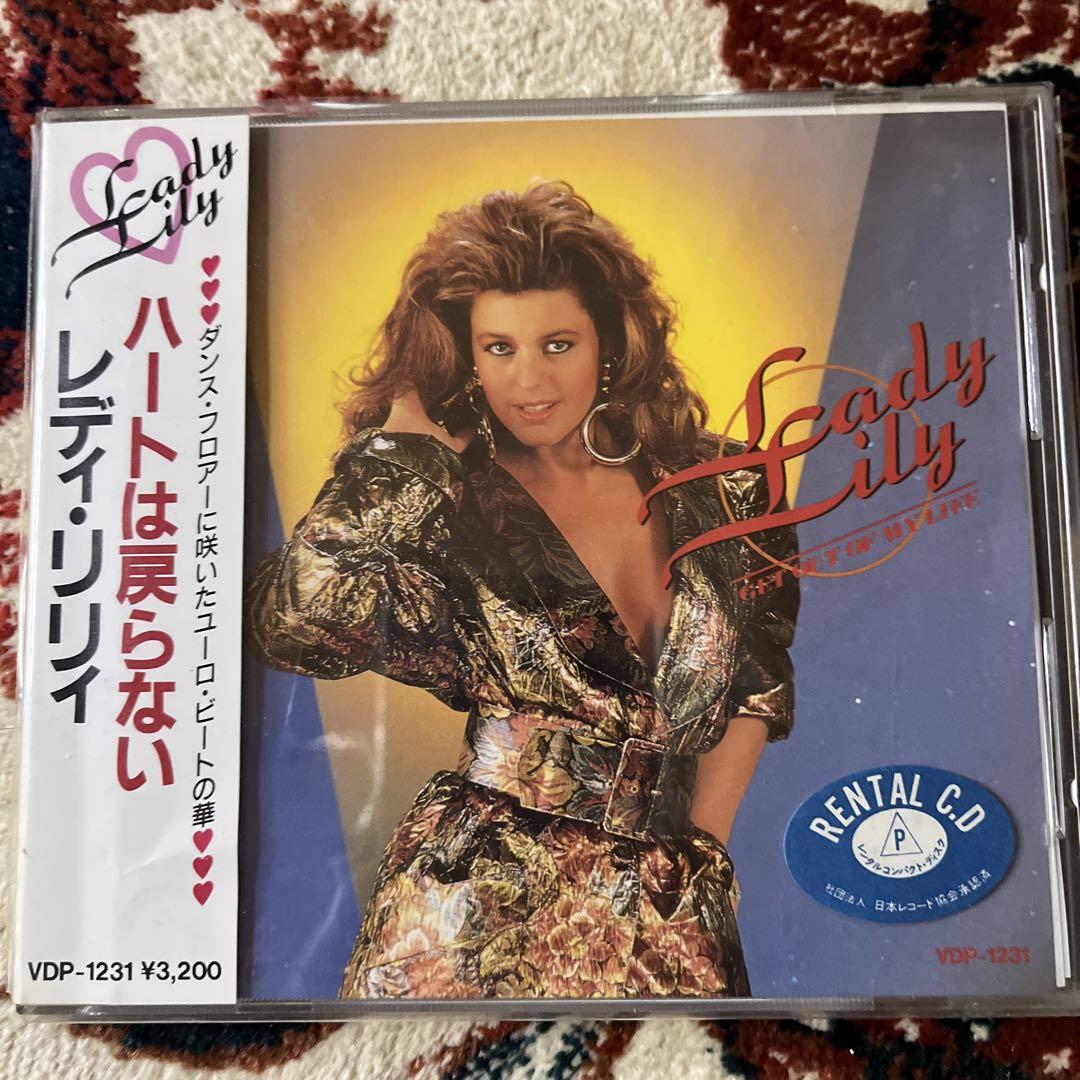 Lady
Lily
♥♥♥ダンス・フロアーに咲いたユーロ・ビートの華♥♥♥
ハートは戻らない
レディ・リリィ
VDP-1231 ¥3,200
Lady
Lily
GET OUT OF MY LIFE
RENTAL C.D
P
レンタルコンパクト・ディスク
社団法人 日本レコード協会承認済
VDP-1231